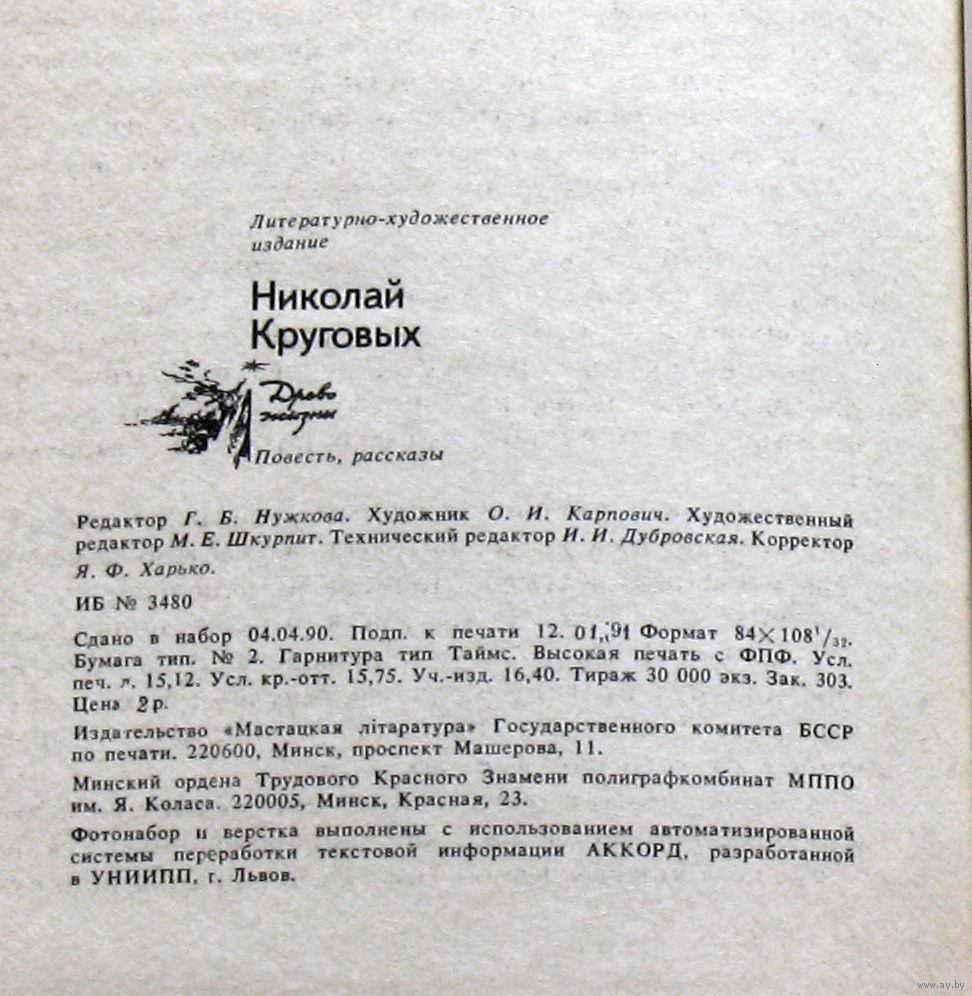 Литературно-художественное
издание
Николай
Круговых
Древо
жизни
Повесть, рассказы
Редактор Г. Б. Нужкова. Художник О. И. Карпович. Художественный
редактор М. Е. Шкурпит. Технический редактор И. И. Дубровская. Корректор
Я. Ф. Харько.
ИБ № 3480
Сдано в набор 04.04.90. Подп. к печати 12. 01. 91 Формат 84×108¹/₃₂.
Бумага тип. № 2. Гарнитура тип Таймс. Высокая печать с ФПФ. Усл.
печ. л. 15,12. Усл. кр.-отт. 15,75. Уч.-изд. 16,40. Тираж 30 000 экз. Зак. 303.
Цена 2р.
Издательство «Мастацкая літаратура» Государственного комитета БССР
по печати. 220600, Минск, проспект Машерова, 11.
Минский ордена Трудового Красного Знамени полиграфкомбинат МППО
им. Я. Коласа. 220005, Минск, Красная, 23.
Фотонабор и верстка выполнены с использованием автоматизированной
системы переработки текстовой информации АККОРД, разработанной
в УНИИПП, г. Львов.
www.ay.by